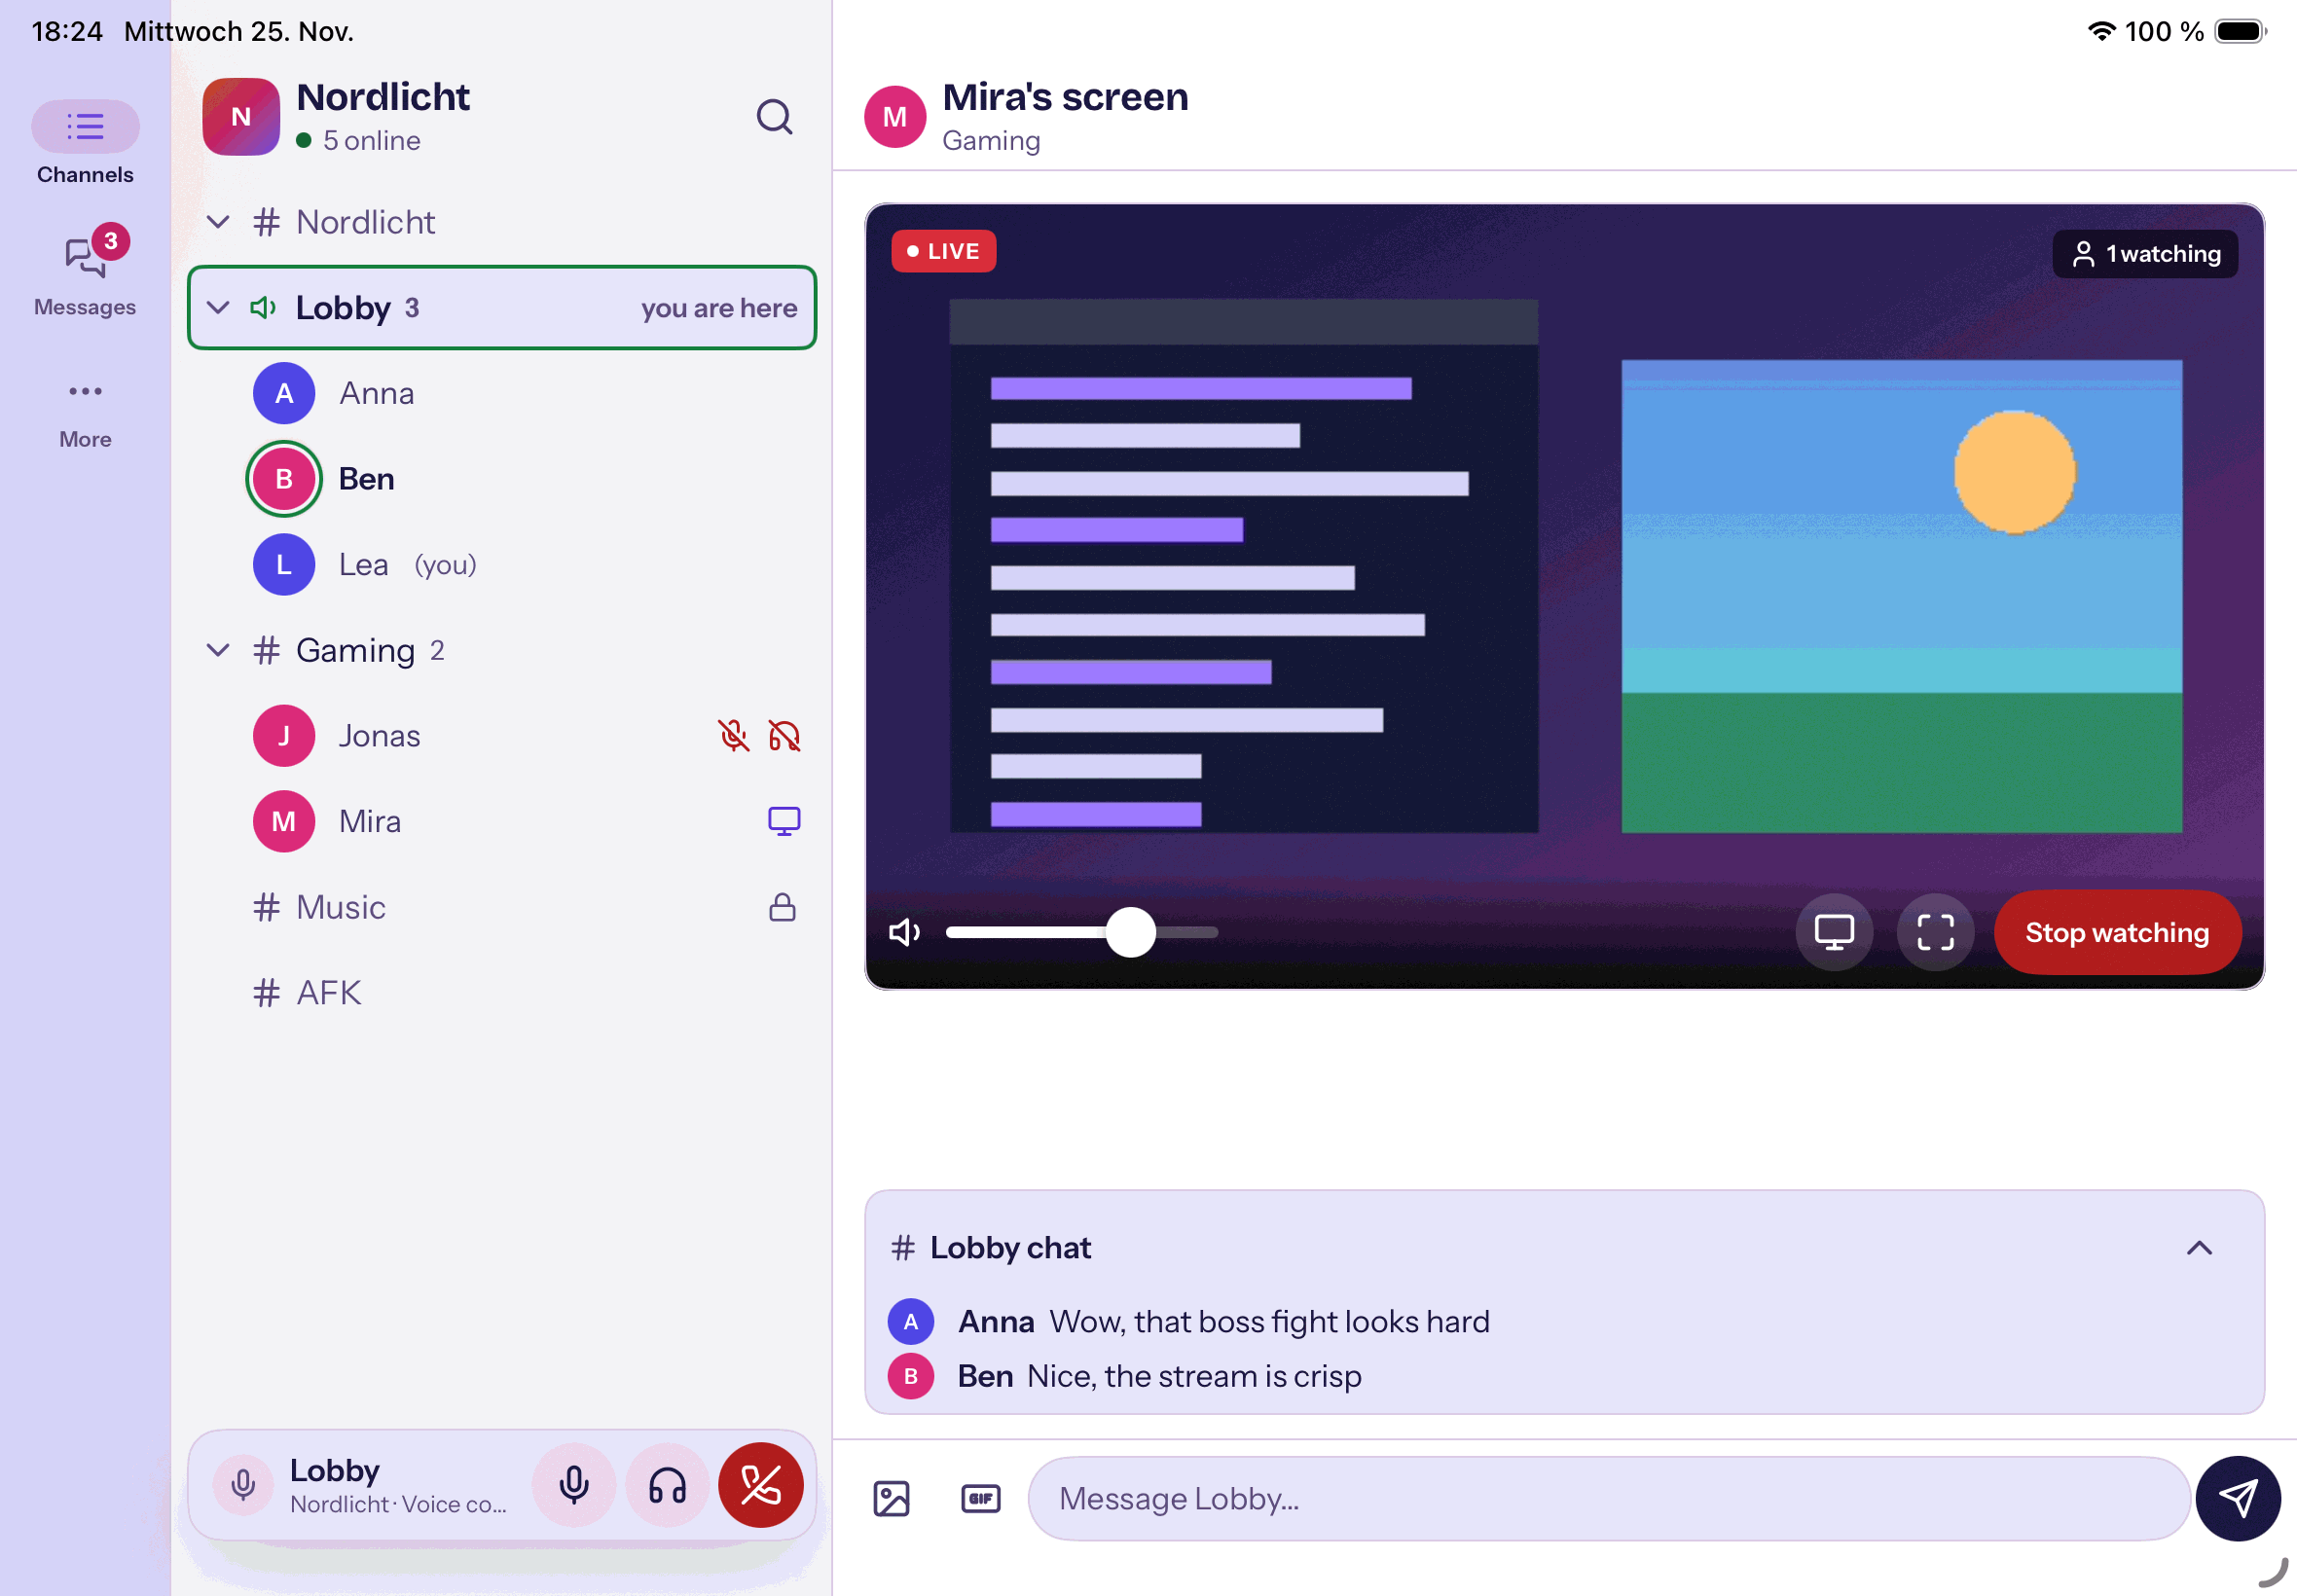 18:24 Mittwoch 25. Nov.
100 %
Channels
3
Messages
More
N
Nordlicht
5 online
# Nordlicht
Lobby 3 you are here
A Anna
B Ben
L Lea (you)
# Gaming 2
J Jonas
M Mira
# Music
# AFK
Lobby
Nordlicht · Voice co...
M
Mira's screen
Gaming
LIVE
1 watching
Stop watching
# Lobby chat
A Anna Wow, that boss fight looks hard
B Ben Nice, the stream is crisp
GIF
Message Lobby...